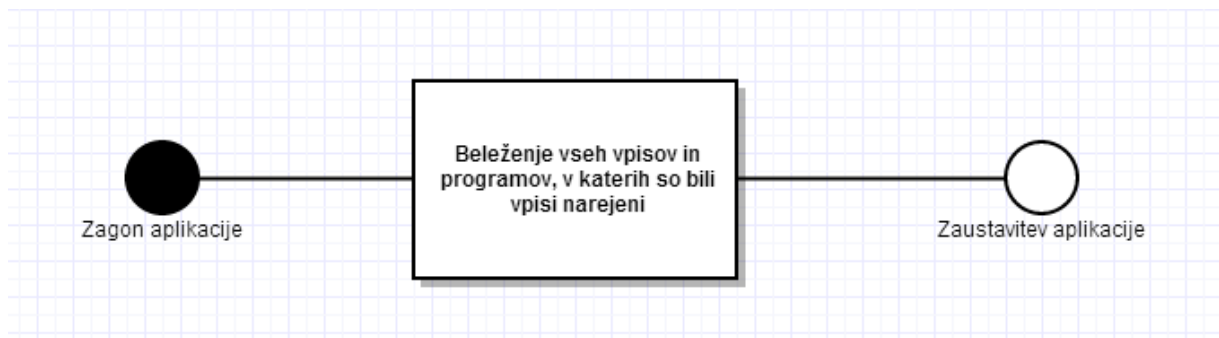 Beleženje vseh vpisov in
programov, v katerih so bili
vpisi narejeni
Zagon aplikacije
Zaustavitev aplikacije